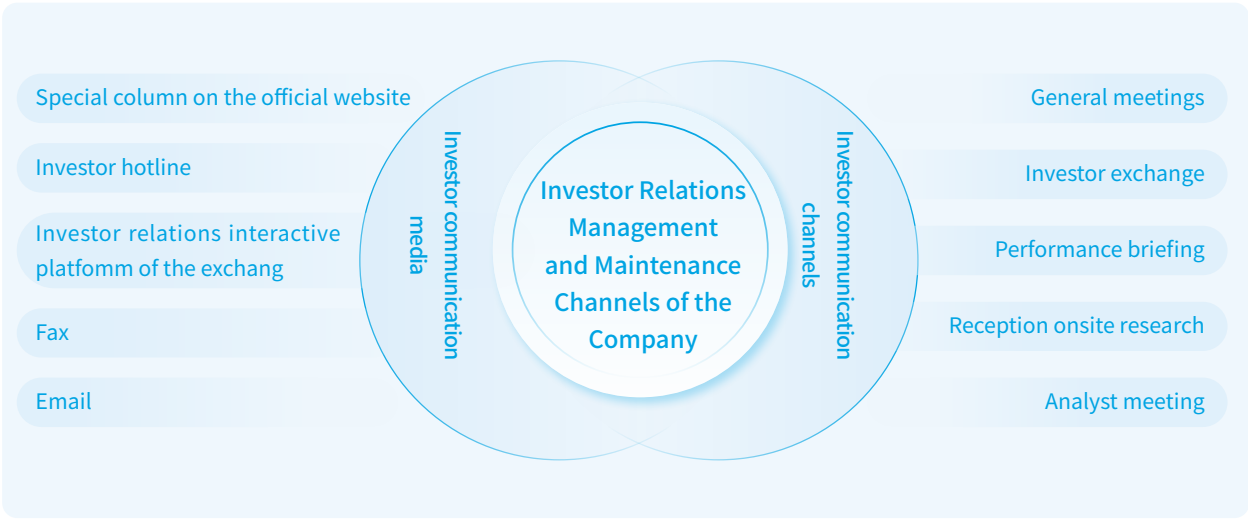 Special column on the official website
Investor hotline
Investor relations interactive
platfomm of the exchang
Fax
Email
Investor communication
media
Investor Relations
Management
and Maintenance
Channels of the
Company
Investor communication
channels
General meetings
Investor exchange
Performance briefing
Reception onsite research
Analyst meeting